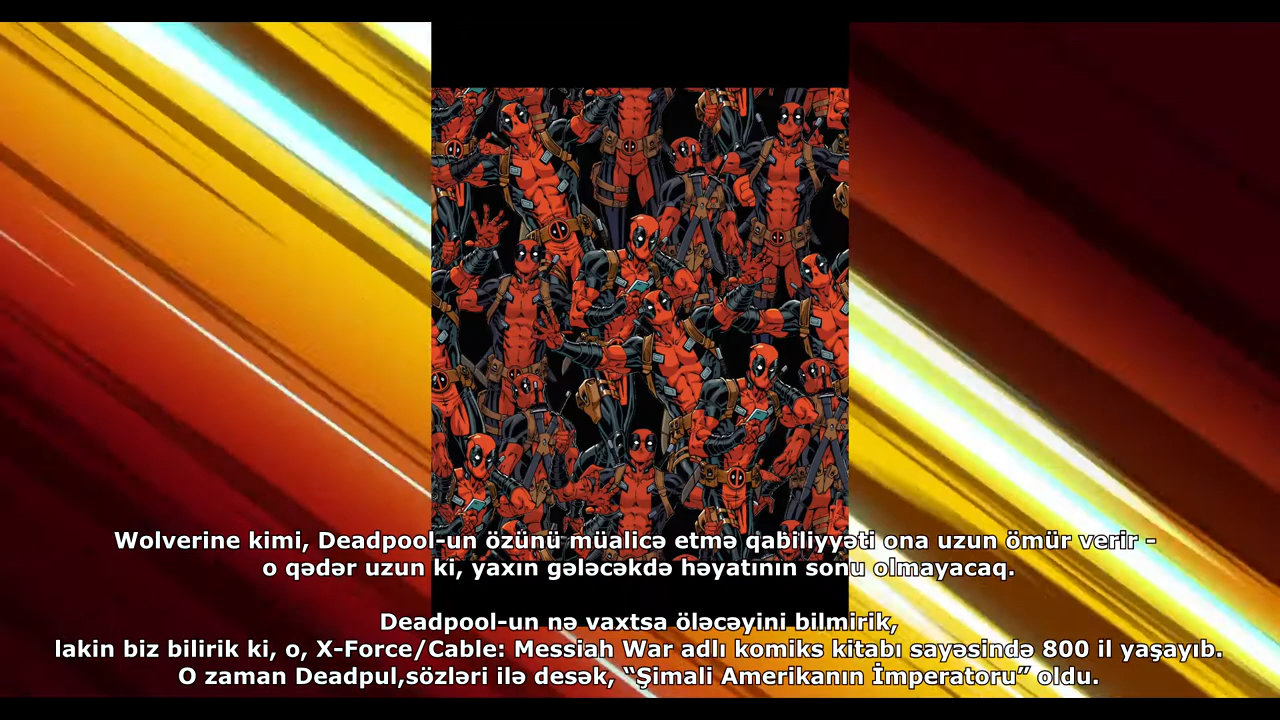 Wolverine kimi, Deadpool-un özünü müalicə etmə qabiliyyəti ona uzun ömür verir -
o qədər uzun ki, yaxın gələcəkdə həyatının sonu olmayacaq.
Deadpool-un nə vaxtsa öləcəyini bilmirik,
lakin biz bilirik ki, o, X-Force/Cable: Messiah War adlı komiks kitabı sayəsində 800 il yaşayıb.
O zaman Deadpul,sözləri ilə desək, “Şimali Amerikanın İmperatoru” oldu.